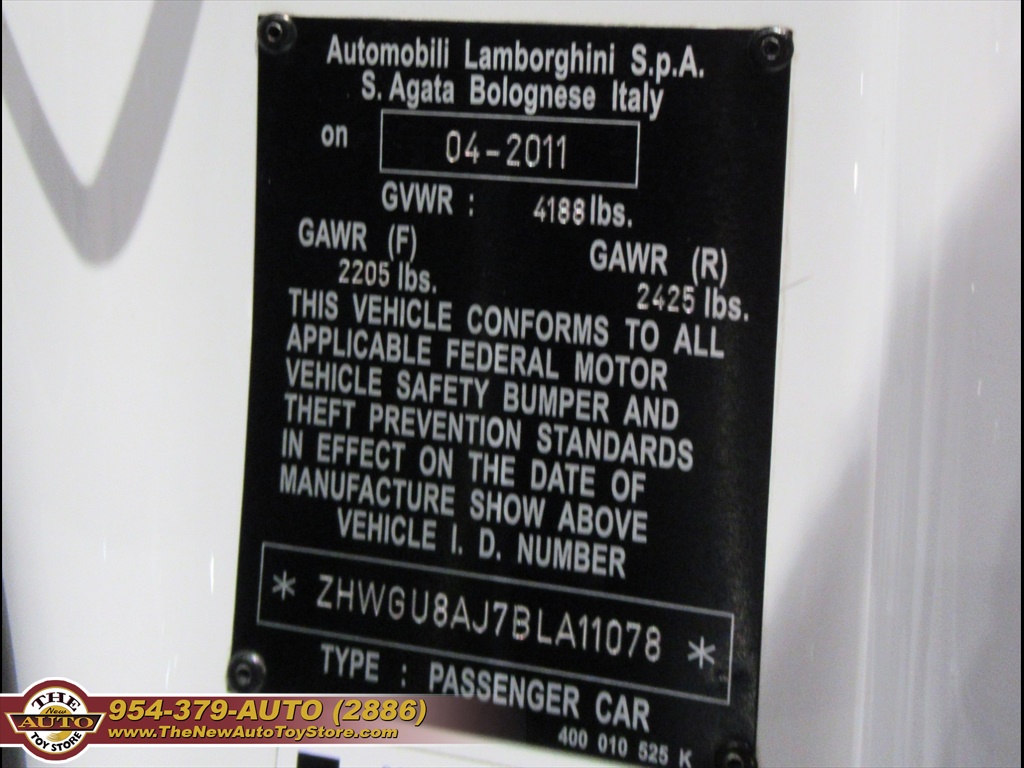 Automobili Lamborghini S.p.A.
S. Agata Bolognese Italy
on 04-2011
GVWR : 4188 lbs.
GAWR (F) GAWR (R)
2205 lbs. 2425 lbs.
THIS VEHICLE CONFORMS TO ALL
APPLICABLE FEDERAL MOTOR
VEHICLE SAFETY BUMPER AND
THEFT PREVENTION STANDARDS
IN EFFECT ON THE DATE OF
MANUFACTURE SHOW ABOVE
VEHICLE I. D. NUMBER
* ZHWGU8AJ7BLA11078 *
TYPE : PASSENGER CAR
400 010 525 K
THE
New
AUTO
TOY STORE
954-379-AUTO (2886)
www.TheNewAutoToyStore.com